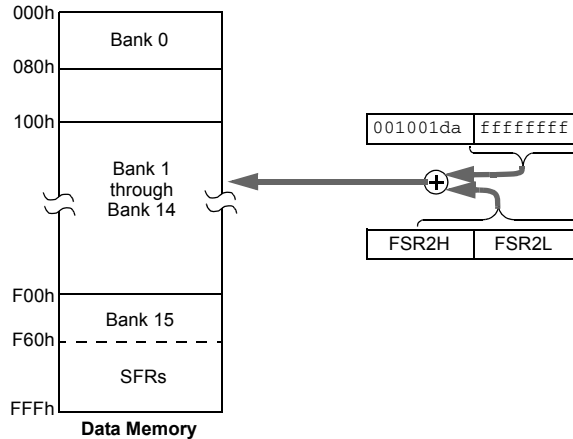 000h
Bank 0
080h
100h
001001da ffffffff
Bank 1
through
Bank 14
FSR2H FSR2L
F00h
Bank 15
F60h
SFRs
FFFh
Data Memory